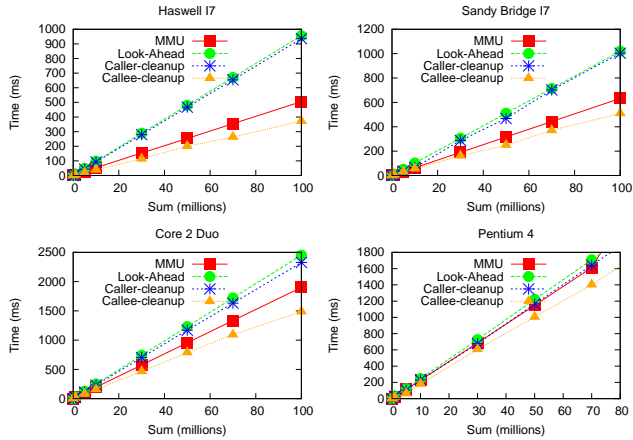 Haswell I7
Time (ms)
1000
900
800
700
600
500
400
300
200
100
0
MMU
Look-Ahead
Caller-cleanup
Callee-cleanup
0 20 40 60 80 100
Sum (millions)
Sandy Bridge I7
Time (ms)
1200
1000
800
600
400
200
0
MMU
Look-Ahead
Caller-cleanup
Callee-cleanup
0 20 40 60 80 100
Sum (millions)
Core 2 Duo
Time (ms)
2500
2000
1500
1000
500
0
MMU
Look-Ahead
Caller-cleanup
Callee-cleanup
0 20 40 60 80 100
Sum (millions)
Pentium 4
Time (ms)
1800
1600
1400
1200
1000
800
600
400
200
0
MMU
Look-Ahead
Caller-cleanup
Callee-cleanup
0 10 20 30 40 50 60 70 80
Sum (millions)